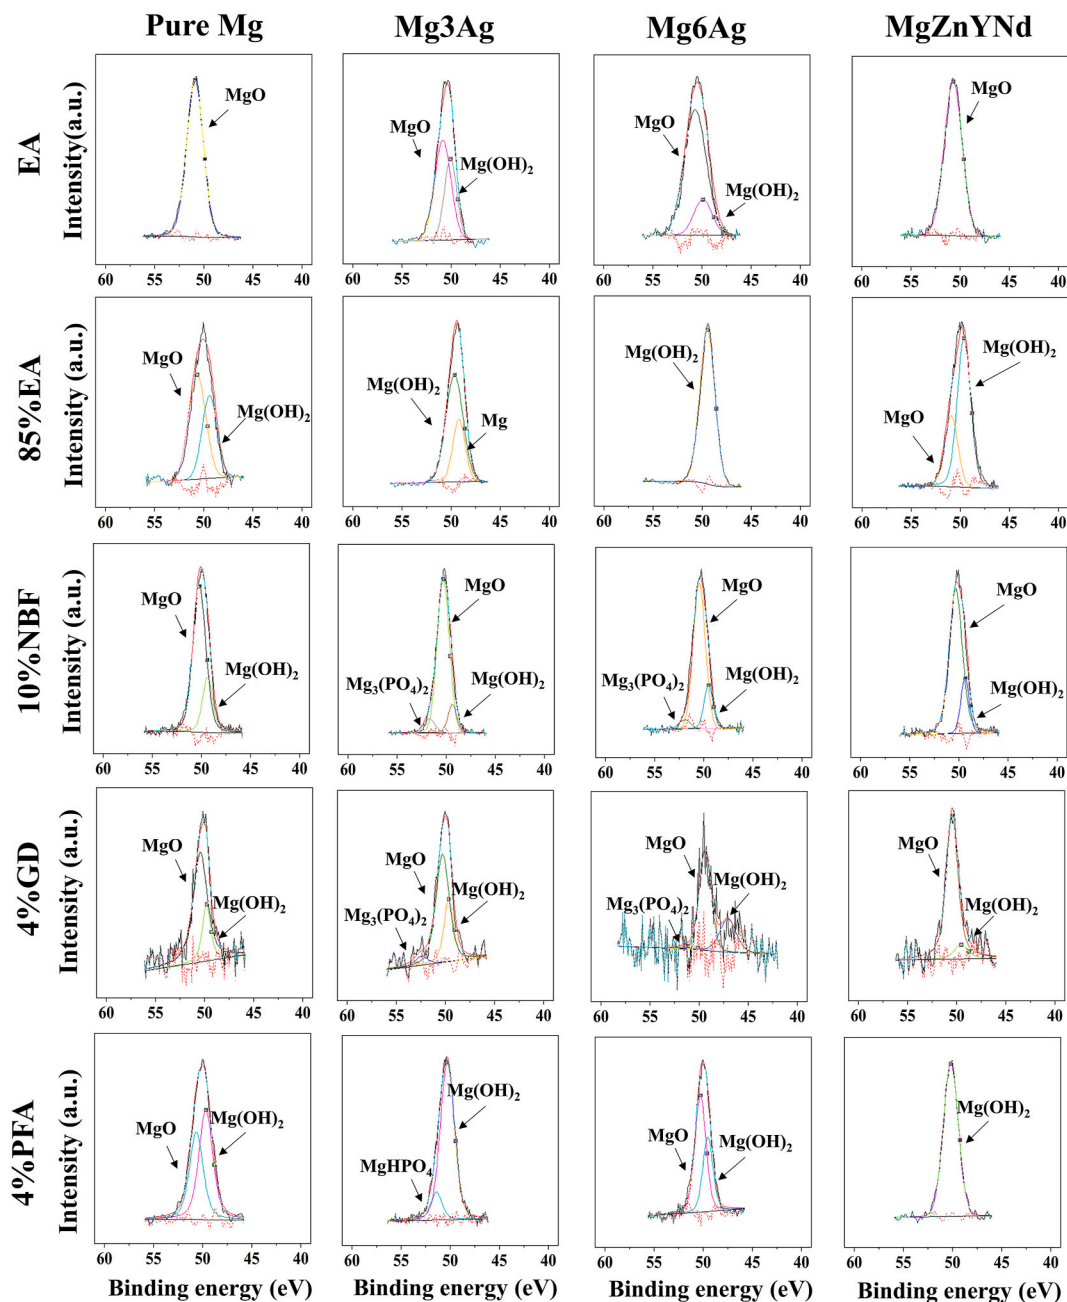 Pure Mg Mg3Ag Mg6Ag MgZnYNd
EA
Intensity(a.u.)
MgO
MgO
Mg(OH)2
MgO
Mg(OH)2
MgO
60 55 50 45 40
60 55 50 45 40
60 55 50 45 40
60 55 50 45 40
85%EA
Intensity (a.u.)
MgO
Mg(OH)2
Mg(OH)2
Mg
Mg(OH)2
Mg(OH)2
MgO
60 55 50 45 40
60 55 50 45 40
60 55 50 45 40
60 55 50 45 40
10%NBF
Intensity (a.u.)
MgO
Mg(OH)2
MgO
Mg3(PO4)2
Mg(OH)2
MgO
Mg3(PO4)2
Mg(OH)2
MgO
Mg(OH)2
60 55 50 45 40
60 55 50 45 40
60 55 50 45 40
60 55 50 45 40
4%GD
Intensity (a.u.)
MgO
Mg(OH)2
MgO
Mg(OH)2
Mg3(PO4)2
MgO
Mg(OH)2
Mg3(PO4)2
MgO
Mg(OH)2
60 55 50 45 40
60 55 50 45 40
60 55 50 45 40
60 55 50 45 40
4%PFA
Intensity (a.u.)
MgO
Mg(OH)2
Mg(OH)2
MgHPO4
MgO
Mg(OH)2
Mg(OH)2
60 55 50 45 40
60 55 50 45 40
60 55 50 45 40
60 55 50 45 40
Binding energy (eV) Binding energy (eV) Binding energy (eV) Binding energy (eV)